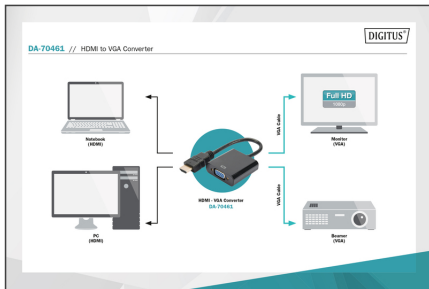 DIGITUS®
DA-70461 // HDMI to VGA Converter
Notebook
(HDMI)
PC
(HDMI)
HDMI - VGA Converter
DA-70461
VGA Cable
VGA Cable
Full HD
1080p
Monitor
(VGA)
Beamer
(VGA)